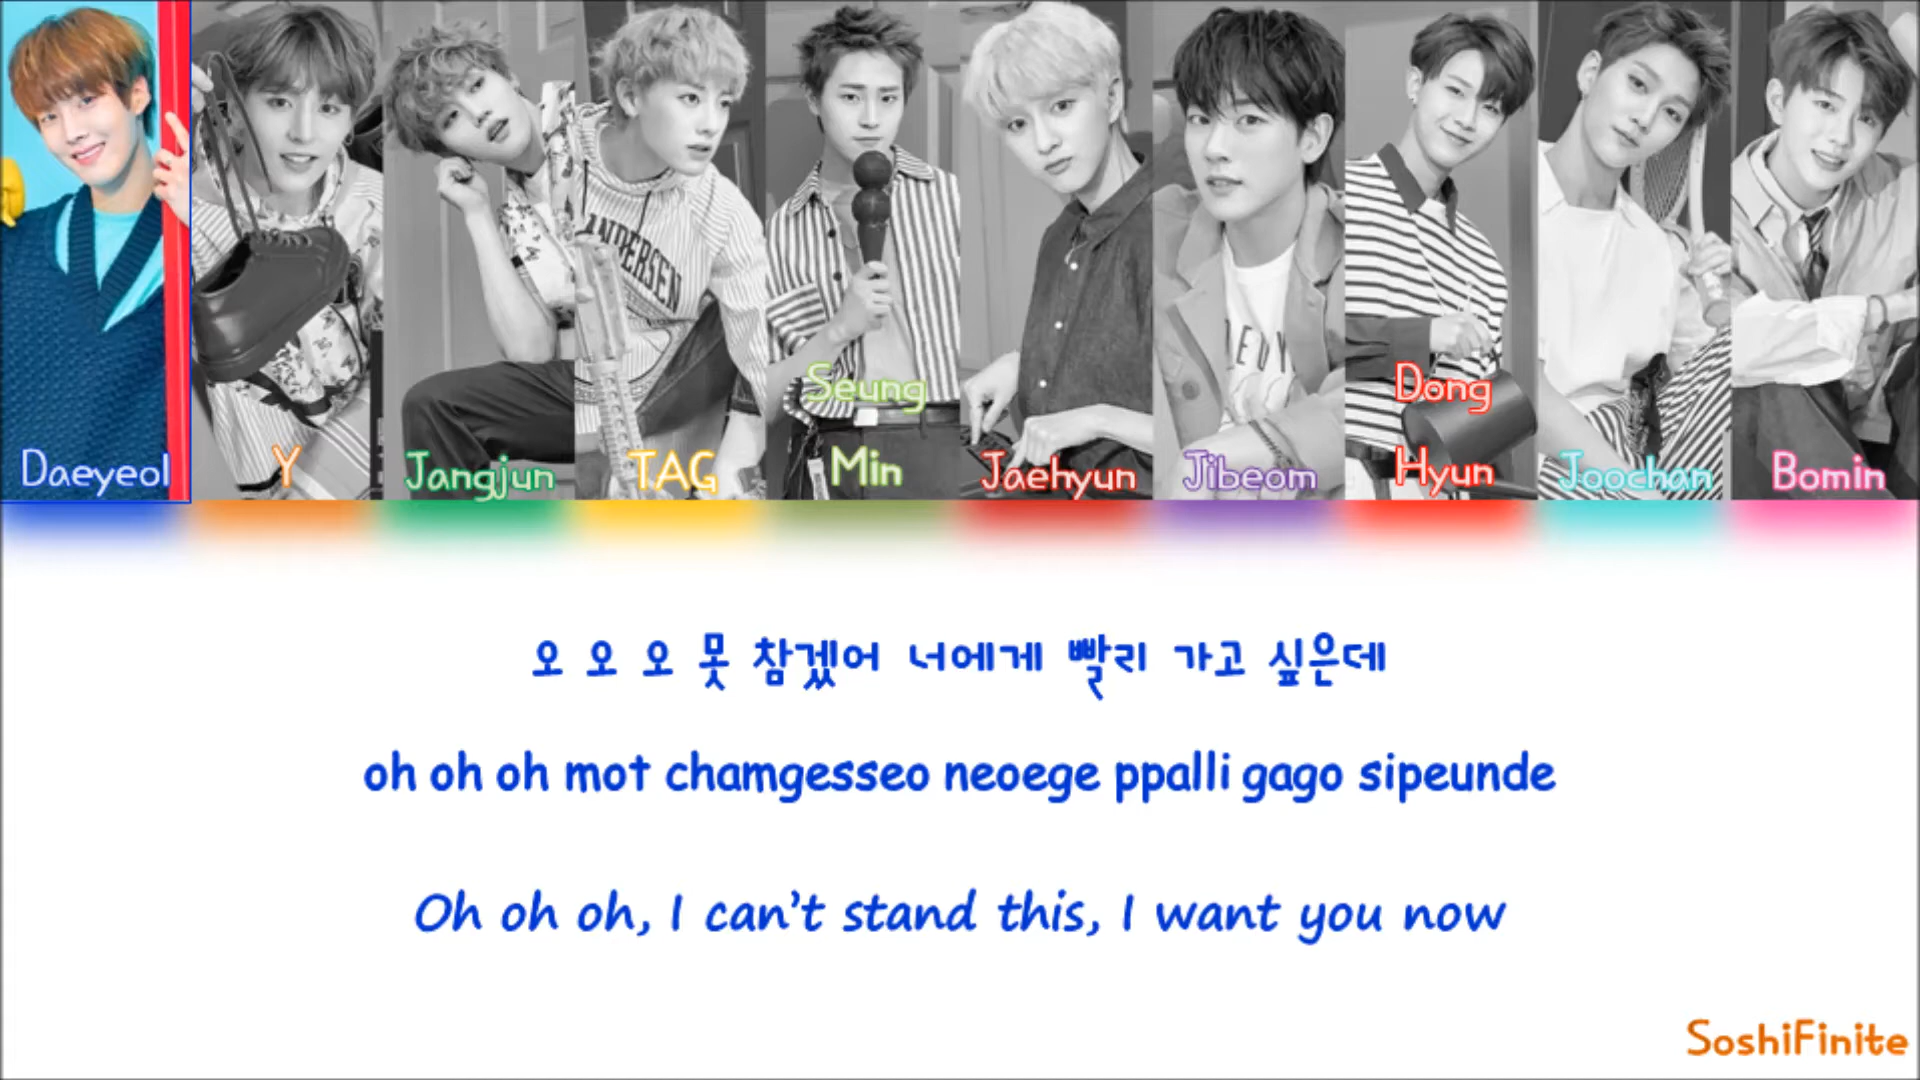 Daeyeol
Y
Jangjun
TAG
Seung
Min
Jaehyun
Jibeom
Dong
Hyun
Joochan
Bomin
ANDERSEN
오 오 오 못 참겠어 너에게 빨리 가고 싶은데
oh oh oh mot chamgesseo neoege ppalli gago sipeunde
Oh oh oh, I can't stand this, I want you now
SoshiFinite